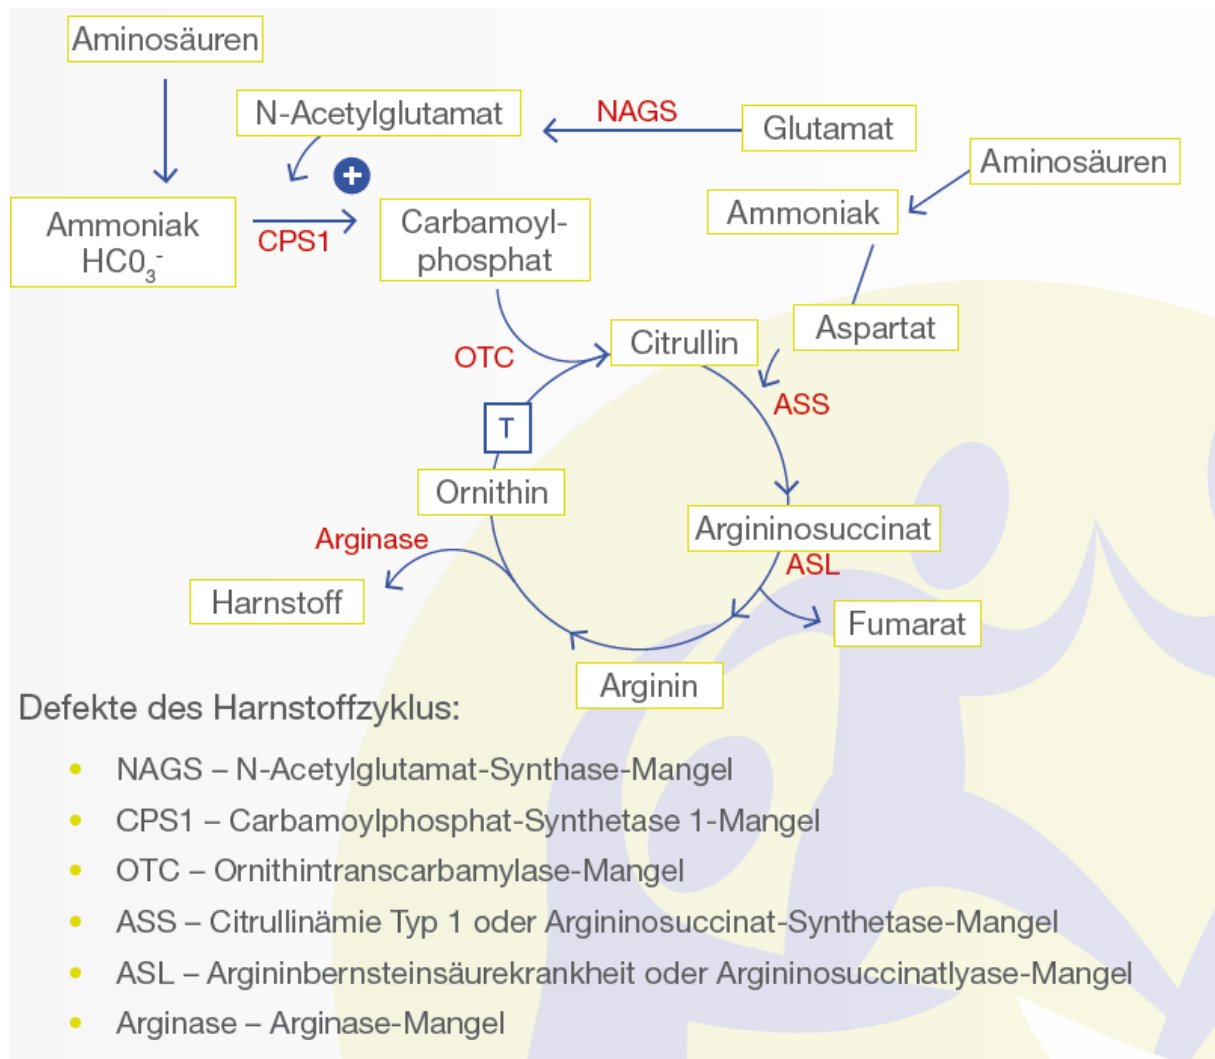 Aminosäuren
N-Acetylglutamat
NAGS
Glutamat
Aminosäuren
+
Ammoniak
HC0₃⁻
CPS1
Carbamoyl-
phosphat
Ammoniak
Aspartat
Citrullin
OTC
ASS
T
Ornithin
Argininosuccinat
Arginase
ASL
Harnstoff
Fumarat
Arginin
Defekte des Harnstoffzyklus:
• NAGS – N-Acetylglutamat-Synthase-Mangel
• CPS1 – Carbamoylphosphat-Synthetase 1-Mangel
• OTC – Ornithintranscarbamylase-Mangel
• ASS – Citrullinämie Typ 1 oder Argininosuccinat-Synthetase-Mangel
• ASL – Argininbernsteinsäurekrankheit oder Argininosuccinatlyase-Mangel
• Arginase – Arginase-Mangel